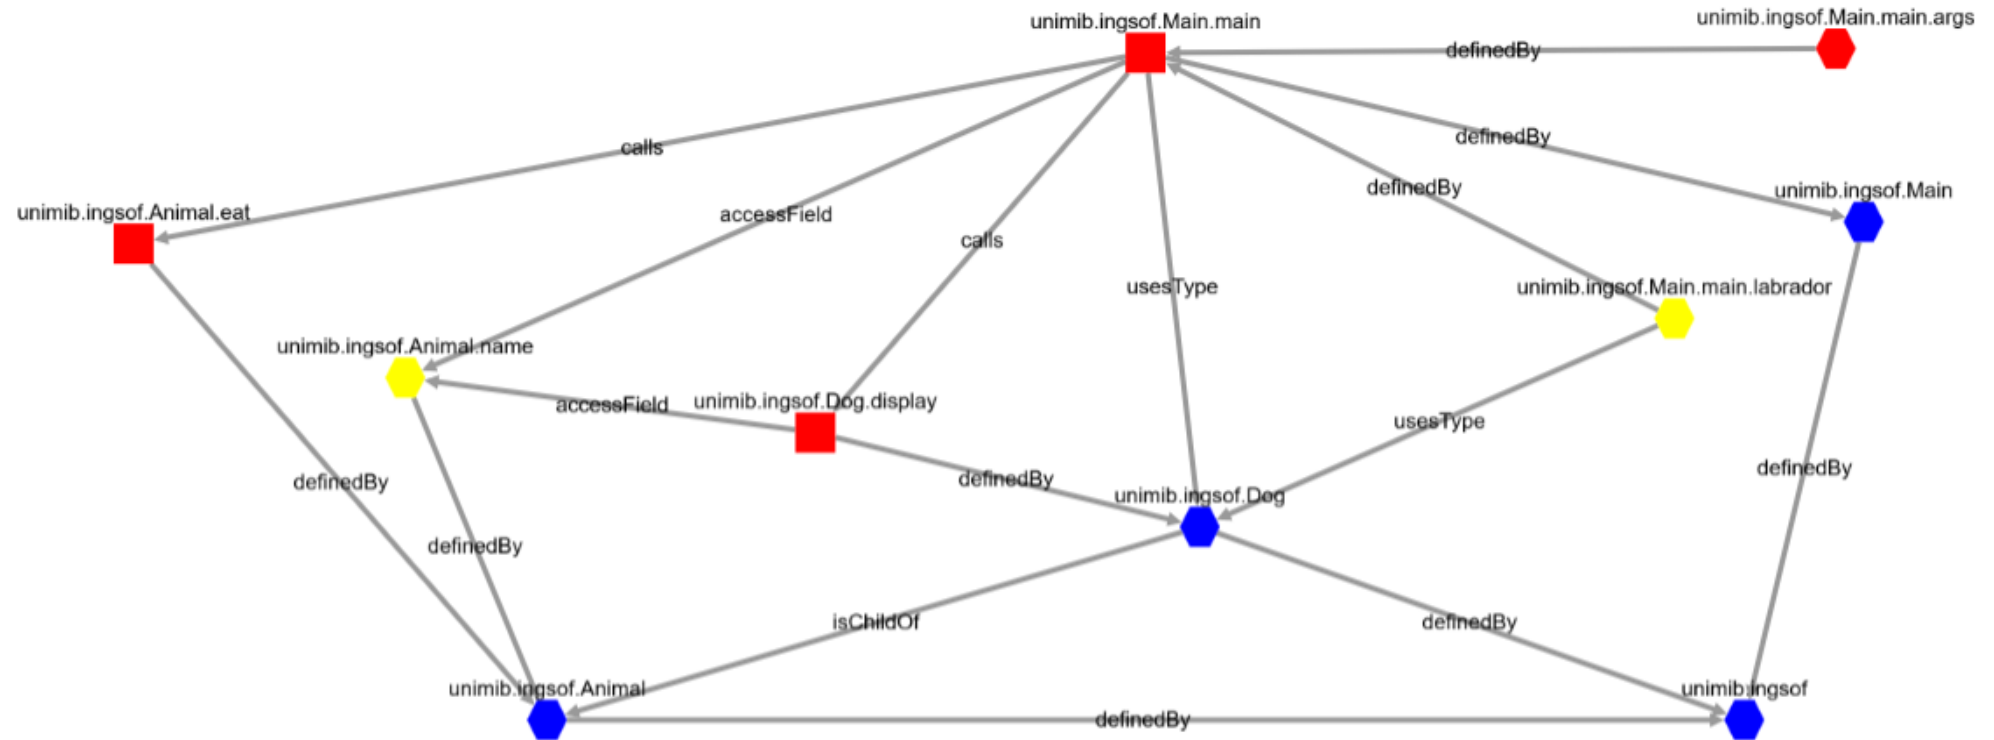 unimib.ingsof.Main.main.args
unimib.ingsof.Main.main
definedBy
definedBy
calls
definedBy
unimib.ingsof.Main
unimib.ingsof.Animal.eat
accessField
calls
usesType
unimib.ingsof.Main.main.labrador
unimib.ingsof.Animal.name
unimib.ingsof.Dog.display
accessField
usesType
definedBy
definedBy
definedBy
unimib.ingsof.Dog
definedBy
isChildOf
definedBy
unimib.ingsof.Animal
unimib.ingsof
definedBy